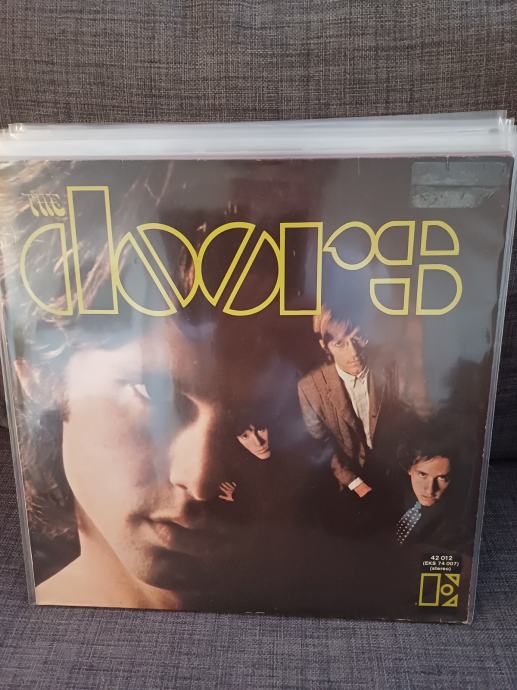 THE
doors
42 012
(EKS 74 007)
(stereo)